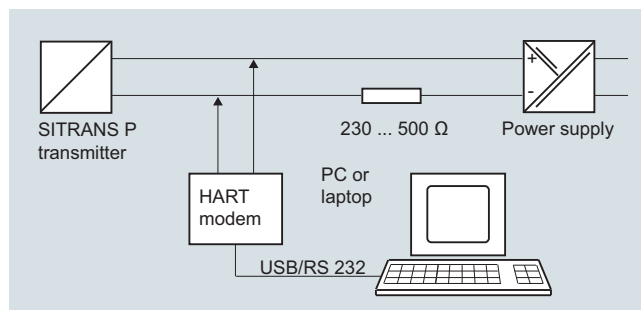 +
-
SITRANS P
transmitter
230 ... 500 Ω
Power supply
PC or
laptop
HART
modem
USB/RS 232